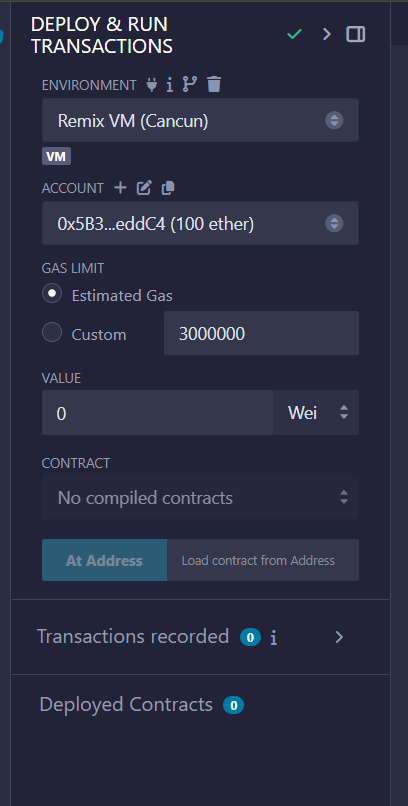 DEPLOY & RUN
TRANSACTIONS
ENVIRONMENT
Remix VM (Cancun)
VM
ACCOUNT
0x5B3...eddC4 (100 ether)
GAS LIMIT
Estimated Gas
Custom
3000000
VALUE
0
Wei
CONTRACT
No compiled contracts
At Address
Load contract from Address
Transactions recorded 0 i
Deployed Contracts 0